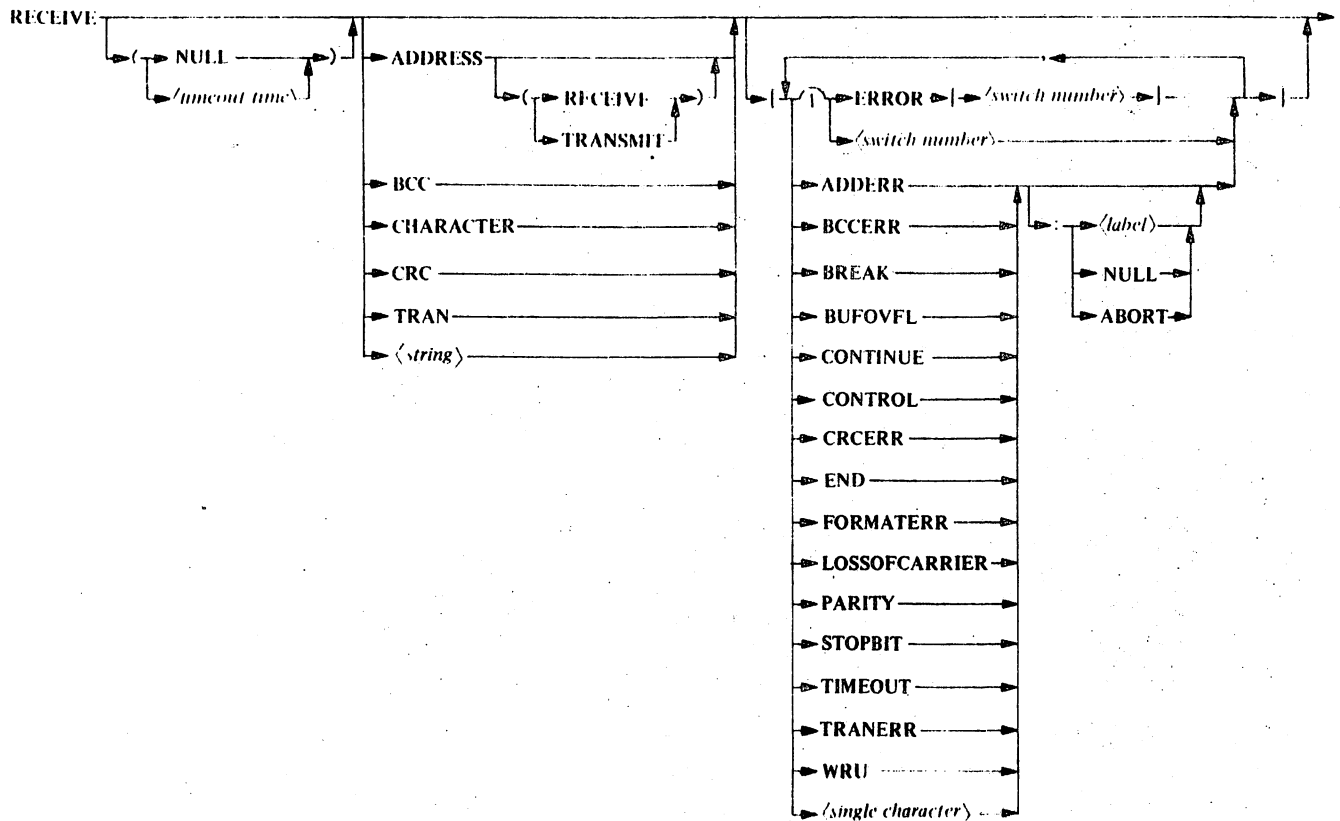 RECEIVE
( NULL )
⟨timeout time⟩
ADDRESS
( RECEIVE )
TRANSMIT
BCC
CHARACTER
CRC
TRAN
⟨string⟩
,
[ 1 ERROR [ ⟨switch number⟩ ] ]
⟨switch number⟩
ADDERR
BCCERR
BREAK
BUFOVFL
CONTINUE
CONTROL
CRCERR
END
FORMATERR
LOSSOFCARRIER
PARITY
STOPBIT
TIMEOUT
TRANERR
WRU
⟨single character⟩
: ⟨label⟩
NULL
ABORT